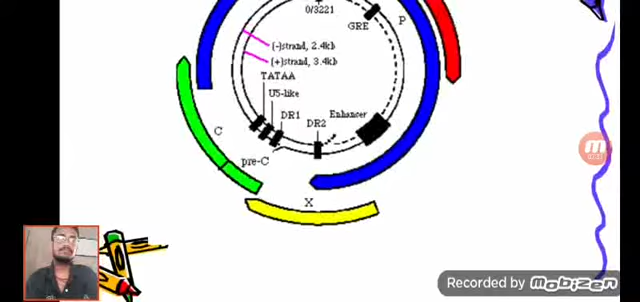 0/3221
GRE
P
(-)strand, 2.4kb
(+)strand, 3.4kb
TATAA
U5-like
DR1
DR2
Enhancer
C
pre-C
X
M
Recorded by Mobizen